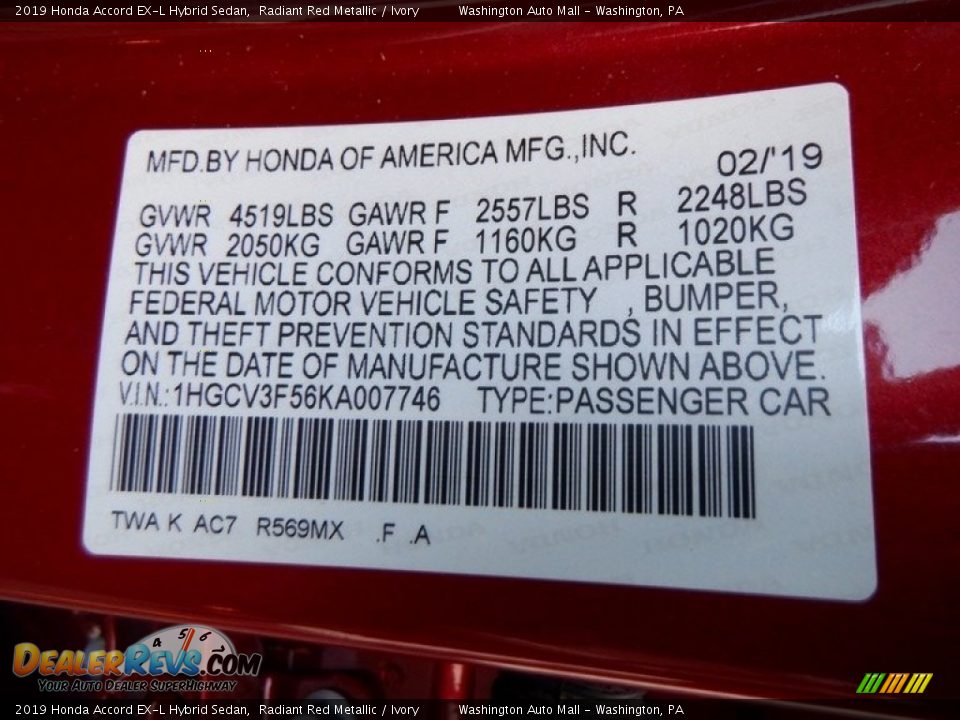 2019 Honda Accord EX-L Hybrid Sedan, Radiant Red Metallic / Ivory Washington Auto Mall - Washington, PA
MFD.BY HONDA OF AMERICA MFG.,INC. 02/'19
GVWR 4519LBS GAWR F 2557LBS R 2248LBS
GVWR 2050KG GAWR F 1160KG R 1020KG
THIS VEHICLE CONFORMS TO ALL APPLICABLE
FEDERAL MOTOR VEHICLE SAFETY , BUMPER,
AND THEFT PREVENTION STANDARDS IN EFFECT
ON THE DATE OF MANUFACTURE SHOWN ABOVE.
V.I.N.:1HGCV3F56KA007746 TYPE:PASSENGER CAR
TWA K AC7 R569MX .F .A
4 5 6
DEALERREVS.COM
Your Auto Dealer SuperHighway
2019 Honda Accord EX-L Hybrid Sedan, Radiant Red Metallic / Ivory Washington Auto Mall - Washington, PA